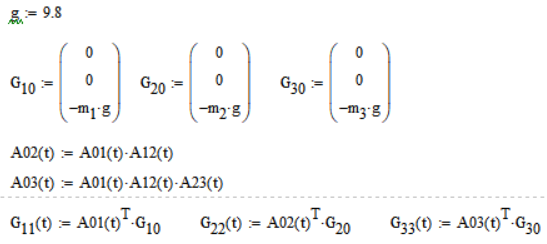 g := 9.8
G10 := ( 0 0 −m1·g ) G20 := ( 0 0 −m2·g ) G30 := ( 0 0 −m3·g )
A02(t) := A01(t)·A12(t)
A03(t) := A01(t)·A12(t)·A23(t)
G11(t) := A01(t)^T·G10 G22(t) := A02(t)^T·G20 G33(t) := A03(t)^T·G30